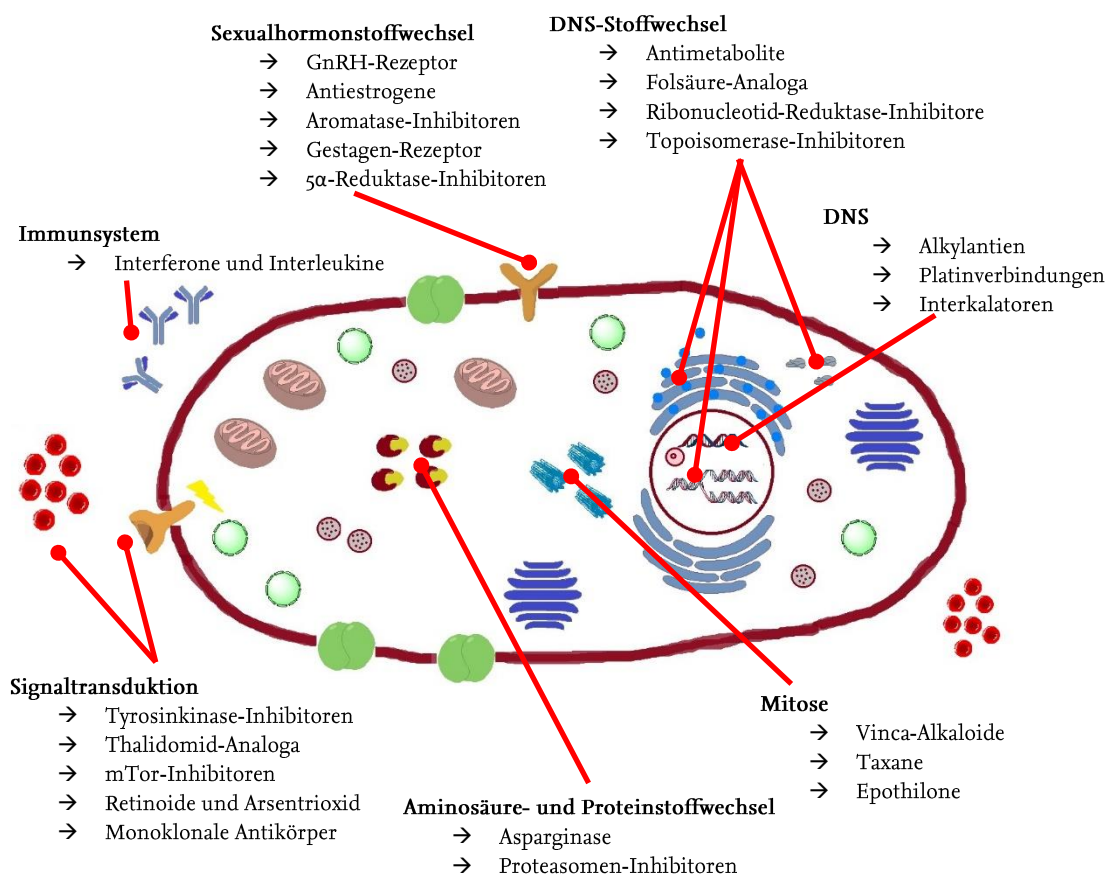 Sexualhormonstoffwechsel
→ GnRH-Rezeptor
→ Antiestrogene
→ Aromatase-Inhibitoren
→ Gestagen-Rezeptor
→ 5α-Reduktase-Inhibitoren
DNS-Stoffwechsel
→ Antimetabolite
→ Folsäure-Analoga
→ Ribonucleotid-Reduktase-Inhibitore
→ Topoisomerase-Inhibitoren
DNS
→ Alkylantien
→ Platinverbindungen
→ Interkalatoren
Immunsystem
→ Interferone und Interleukine
Signaltransduktion
→ Tyrosinkinase-Inhibitoren
→ Thalidomid-Analoga
→ mTor-Inhibitoren
→ Retinoide und Arsentrioxid
→ Monoklonale Antikörper
Aminosäure- und Proteinstoffwechsel
→ Asparginase
→ Proteasomen-Inhibitoren
Mitose
→ Vinca-Alkaloide
→ Taxane
→ Epothilone